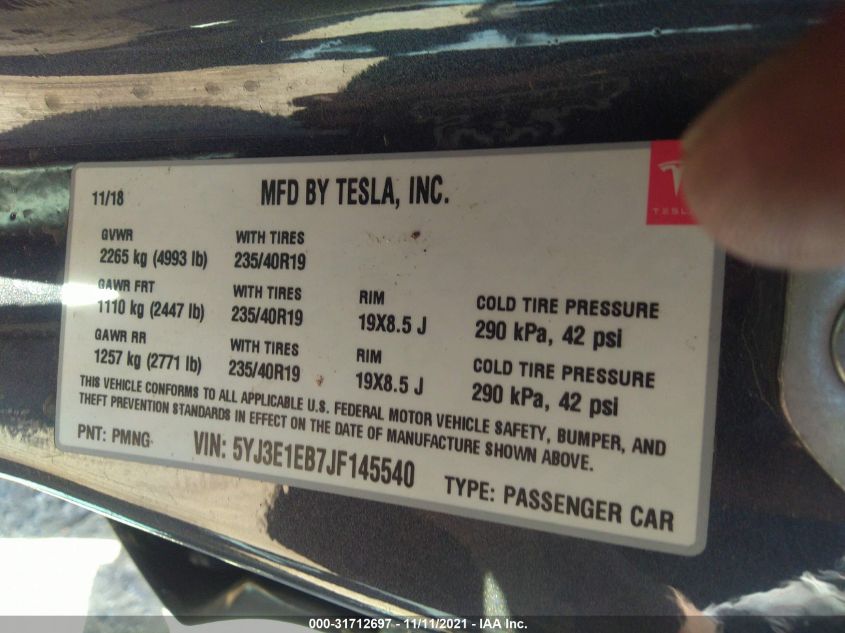 11/18
MFD BY TESLA, INC.
TESL
GVWR
2265 kg (4993 lb)
WITH TIRES
235/40R19
GAWR FRT
1110 kg (2447 lb)
WITH TIRES
235/40R19
RIM
19X8.5 J
COLD TIRE PRESSURE
290 kPa, 42 psi
GAWR RR
1257 kg (2771 lb)
WITH TIRES
235/40R19
RIM
19X8.5 J
COLD TIRE PRESSURE
290 kPa, 42 psi
THIS VEHICLE CONFORMS TO ALL APPLICABLE U.S. FEDERAL MOTOR VEHICLE SAFETY, BUMPER, AND
THEFT PREVENTION STANDARDS IN EFFECT ON THE DATE OF MANUFACTURE SHOWN ABOVE.
PNT: PMNG
VIN: 5YJ3E1EB7JF145540
TYPE: PASSENGER CAR
000-31712697 - 11/11/2021 - IAA Inc.